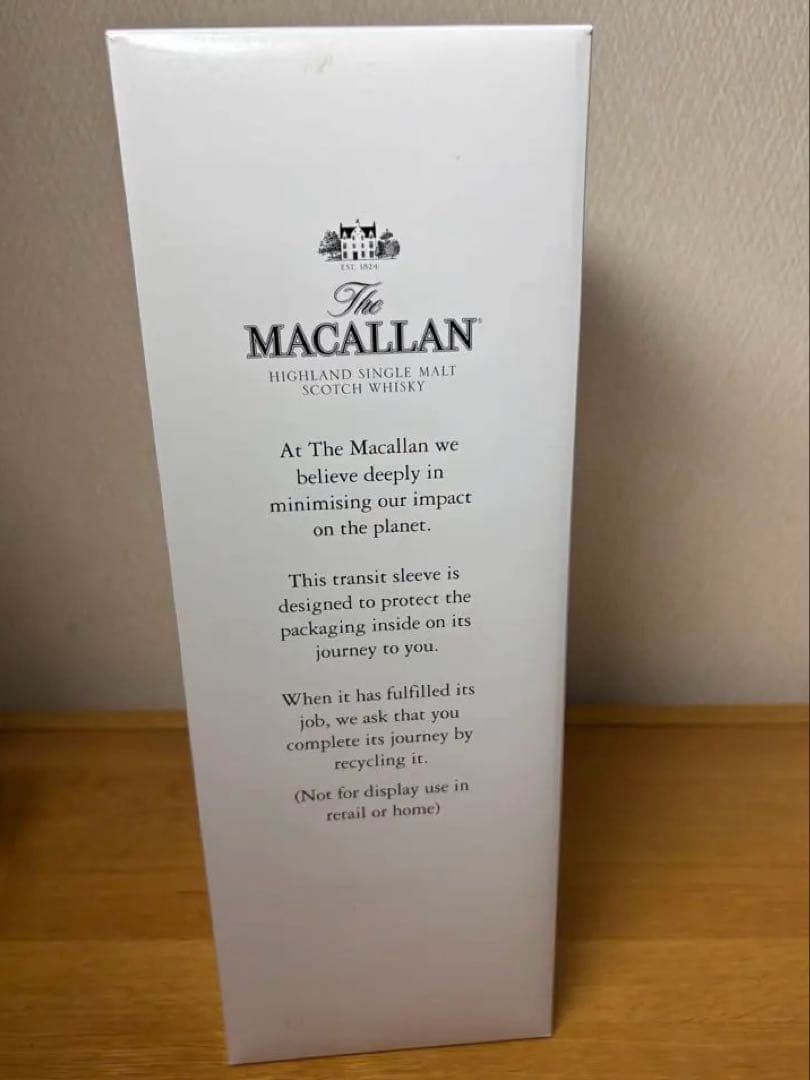 EST. 1824
The
MACALLAN
HIGHLAND SINGLE MALT
SCOTCH WHISKY
At The Macallan we
believe deeply in
minimising our impact
on the planet.
This transit sleeve is
designed to protect the
packaging inside on its
journey to you.
When it has fulfilled its
job, we ask that you
complete its journey by
recycling it.
(Not for display use in
retail or home)